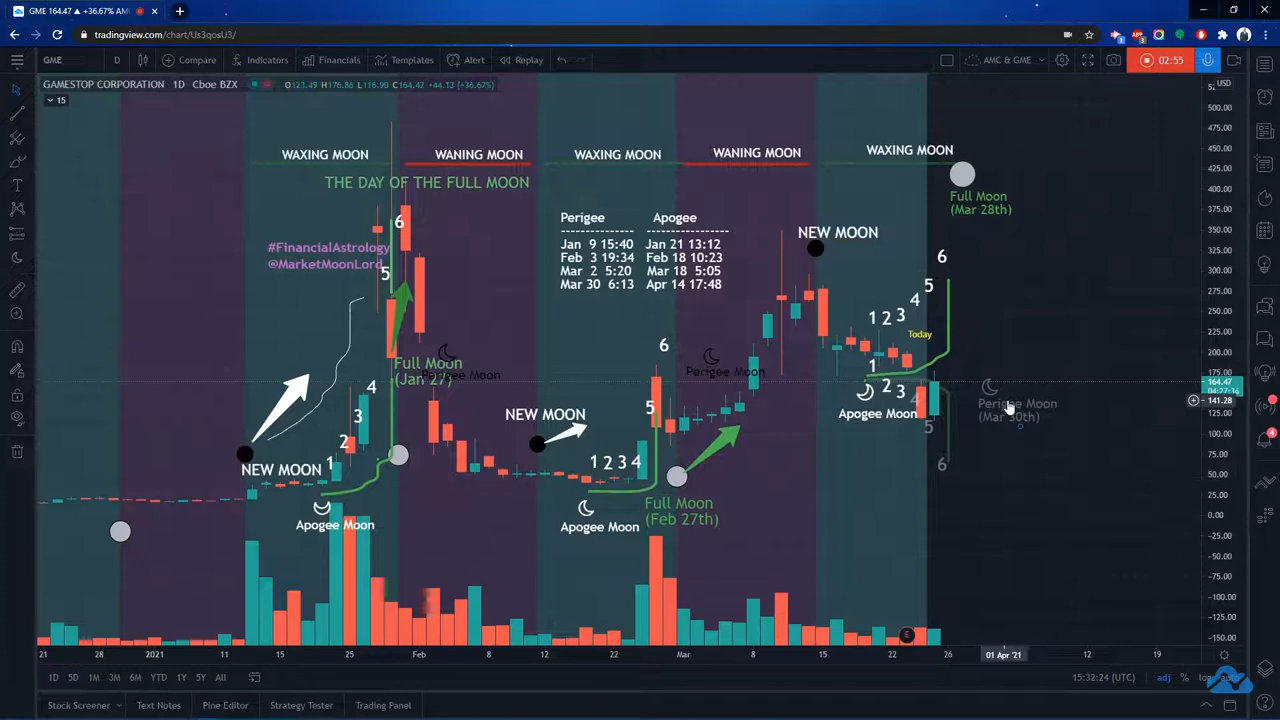 GME 164.47 ▲ +36.67% AM
tradingview.com/chart/Us3qosU3/
GME
D
Compare
Indicators
Financials
Templates
Alert
Replay
AMC & GME
02:55
GAMESTOP CORPORATION 1D Cboe BZX
O123.49 H176.86 L116.90 C164.47 +44.13 (+36.67%)
15
USD
WAXING MOON
WANING MOON
WAXING MOON
WANING MOON
WAXING MOON
THE DAY OF THE FULL MOON
Full Moon
(Mar 28th)
Perigee Apogee
--------------- -----------------
Jan 9 15:40 Jan 21 13:12
Feb 3 19:34 Feb 18 10:23
Mar 2 5:20 Mar 18 5:05
Mar 30 6:13 Apr 14 17:48
#FinancialAstrology
@MarketMoonLord
NEW MOON
1
2
3
4
5
6
Apogee Moon
Full Moon
(Jan 27)
Perigee Moon
NEW MOON
1 2 3 4
5
6
Apogee Moon
Full Moon
(Feb 27th)
Perigee Moon
NEW MOON
1 2 3
4
5
6
Today
1
2
3
4
5
6
Apogee Moon
Perigee Moon
(Mar 30th)
500.00
475.00
450.00
425.00
400.00
375.00
350.00
325.00
300.00
275.00
250.00
225.00
200.00
175.00
164.47
04:27:34
141.28
125.00
100.00
75.00
50.00
25.00
0.00
−25.00
−50.00
−75.00
−100.00
−125.00
−150.00
E
21 28 2021 11 25 Feb 8 12 22 Mar 8 15 26 01 Apr '21 12 19
1D 5D 1M 3M 6M YTD 1Y 5Y All
15:32:24 (UTC) adj % log auto
Stock Screener
Text Notes
Pine Editor
Strategy Tester
Trading Panel